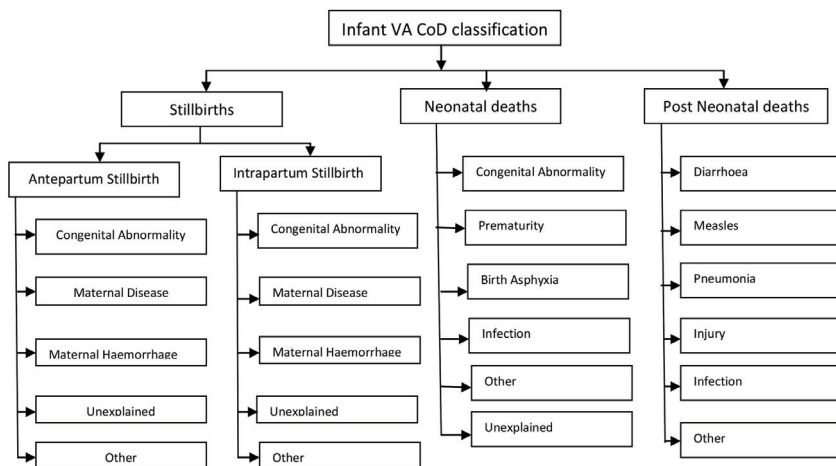 Infant VA CoD classification
Stillbirths
Neonatal deaths
Post Neonatal deaths
Antepartum Stillbirth
Congenital Abnormality
Maternal Disease
Maternal Haemorrhage
Unexplained
Other
Intrapartum Stillbirth
Congenital Abnormality
Maternal Disease
Maternal Haemorrhage
Unexplained
Other
Congenital Abnormality
Prematurity
Birth Asphyxia
Infection
Other
Unexplained
Diarrhoea
Measles
Pneumonia
Injury
Infection
Other